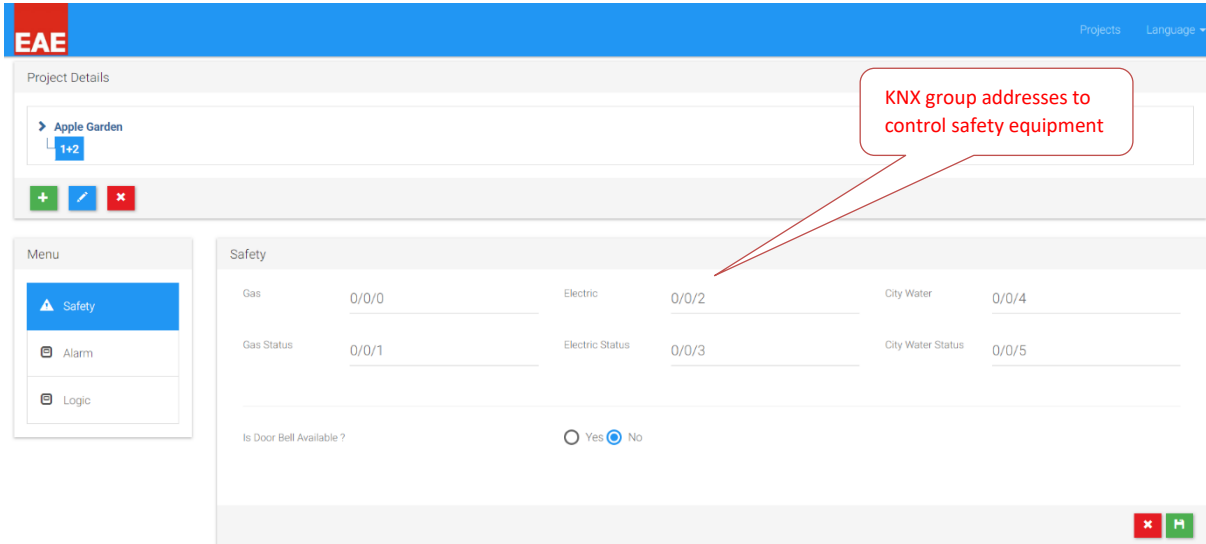 EAE
Projects Language
Project Details
KNX group addresses to
control safety equipment
Apple Garden
1+2
Menu
Safety
Safety
Alarm
Logic
Gas 0/0/0 Electric 0/0/2 City Water 0/0/4
Gas Status 0/0/1 Electric Status 0/0/3 City Water Status 0/0/5
Is Door Bell Available ? Yes No